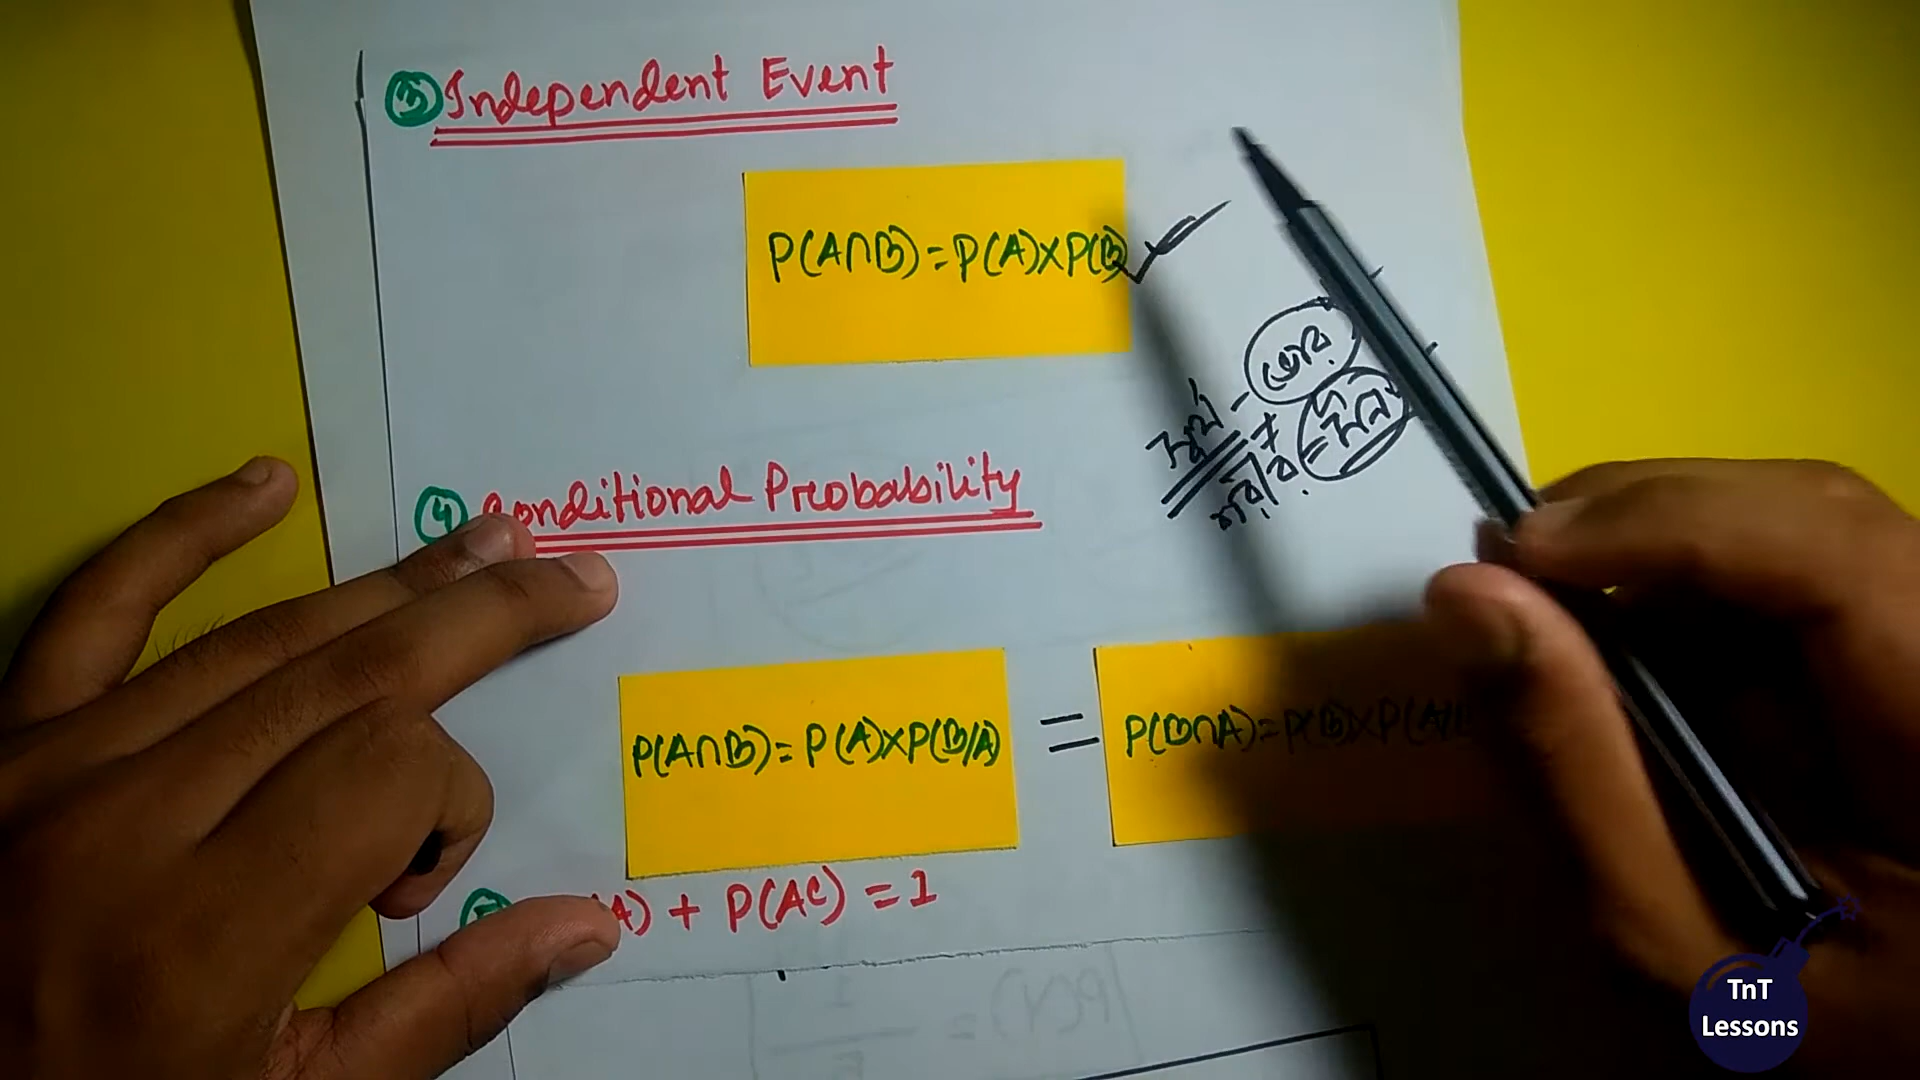 ③ Independent Event
P(A∩B) = P(A)×P(B)
④ Conditional Probability
P(A∩B) = P(A)×P(B/A) = P(B∩A) = P(B)×P(A/
A) + P(AC) = 1
TnT
Lessons